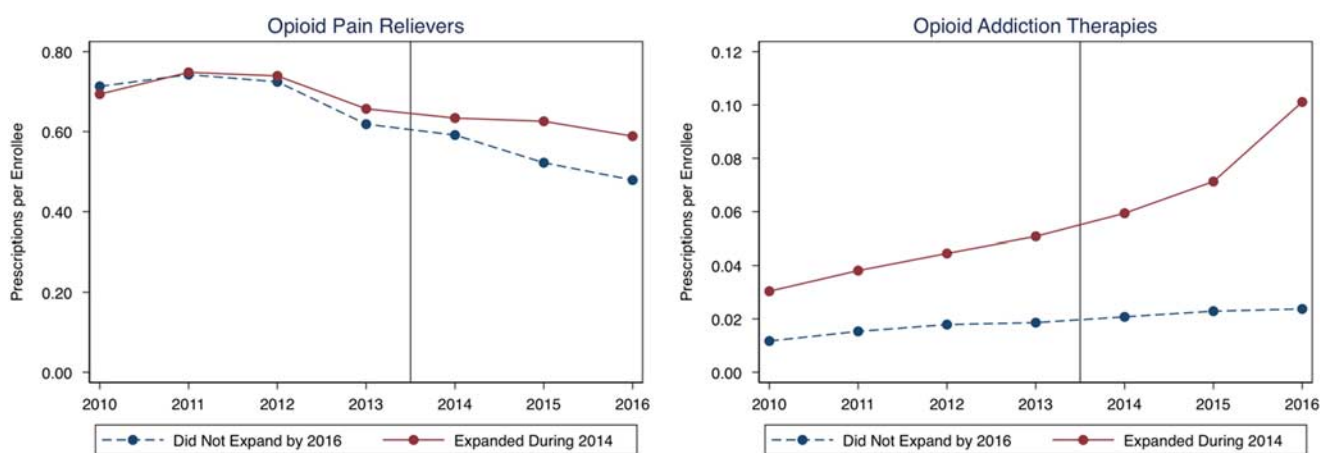 Opioid Pain Relievers
Prescriptions per Enrollee
0.80
0.60
0.40
0.20
0.00
2010 2011 2012 2013 2014 2015 2016
Did Not Expand by 2016 Expanded During 2014
Opioid Addiction Therapies
Prescriptions per Enrollee
0.12
0.10
0.08
0.06
0.04
0.02
0.00
2010 2011 2012 2013 2014 2015 2016
Did Not Expand by 2016 Expanded During 2014